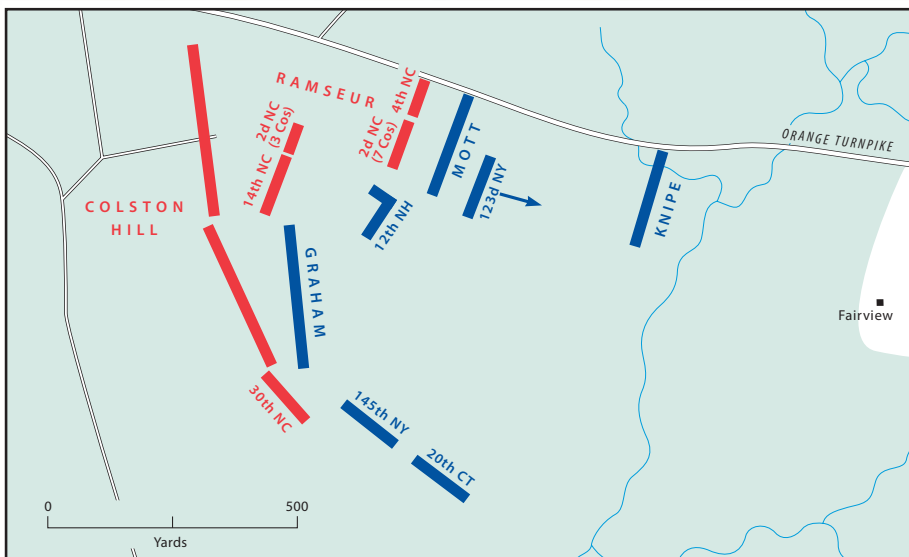 RAMSEUR
4th NC
2d NC
(3 Cos)
2d NC
(7 Cos)
14th NC
MOTT
123d NY
12th NH
KNIPE
ORANGE TURNPIKE
COLSTON
HILL
GRAHAM
Fairview
30th NC
145th NY
20th CT
0
500
Yards